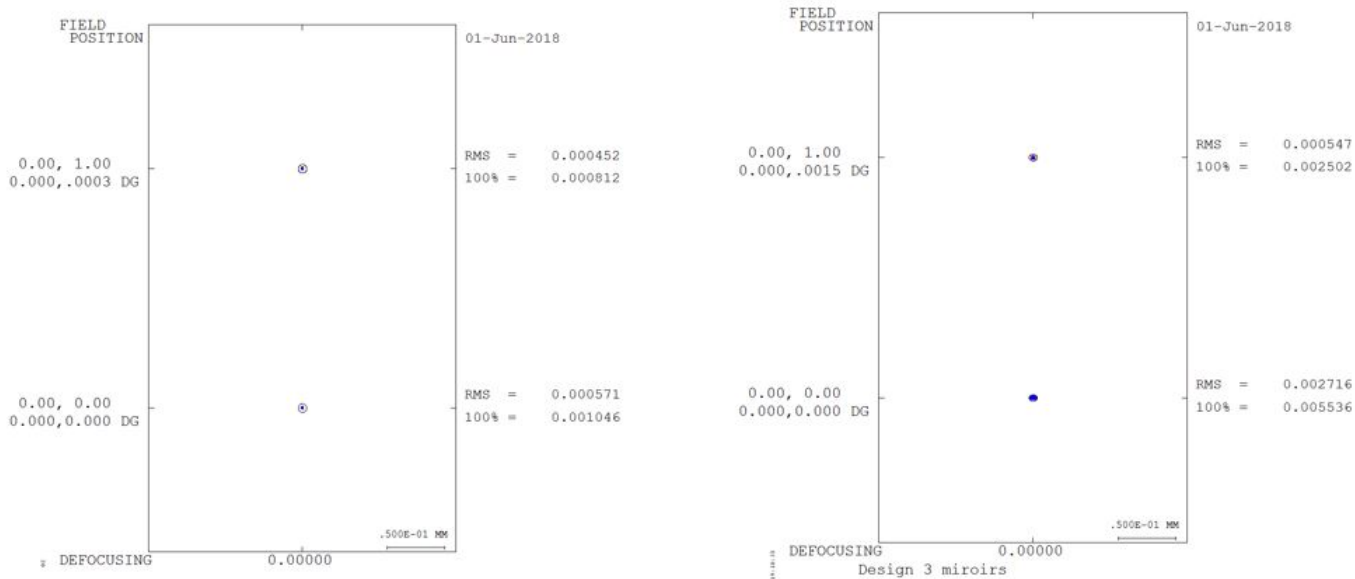 FIELD
POSITION
01-Jun-2018
0.00, 1.00
0.000,.0003 DG
RMS = 0.000452
100% = 0.000812
0.00, 0.00
0.000,0.000 DG
RMS = 0.000571
100% = 0.001046
.500E-01 MM
DEFOCUSING 0.00000
FIELD
POSITION
01-Jun-2018
0.00, 1.00
0.000,.0015 DG
RMS = 0.000547
100% = 0.002502
0.00, 0.00
0.000,0.000 DG
RMS = 0.002716
100% = 0.005536
.500E-01 MM
DEFOCUSING 0.00000
Design 3 miroirs